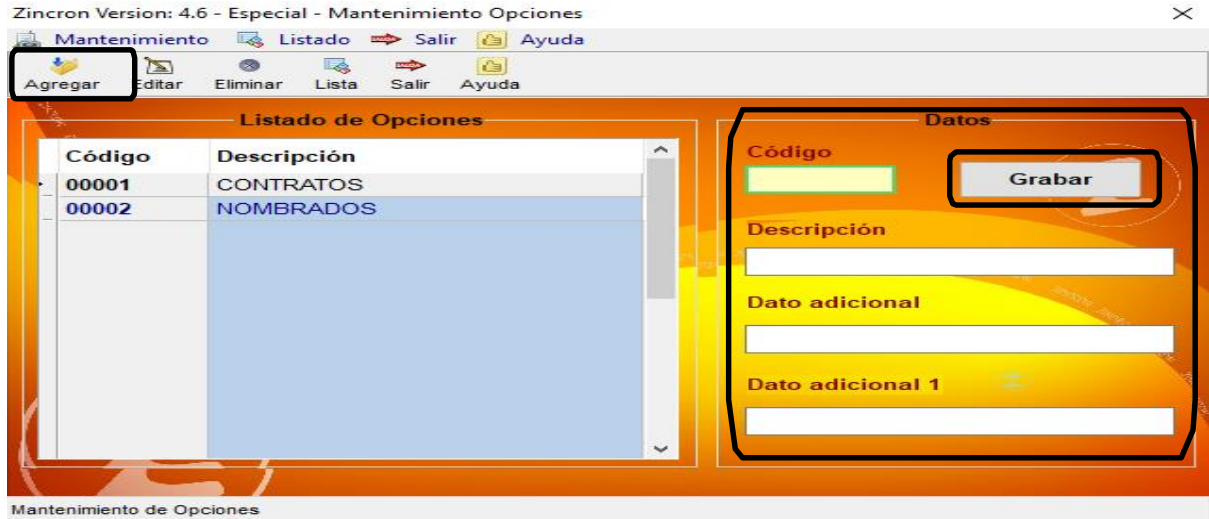 Zincron Version: 4.6 - Especial - Mantenimiento Opciones
Mantenimiento Listado Salir Ayuda
Agregar Editar Eliminar Lista Salir Ayuda
Listado de Opciones
Código Descripción
00001 CONTRATOS
00002 NOMBRADOS
Datos
Código
Grabar
Descripción
Dato adicional
Dato adicional 1
Mantenimiento de Opciones